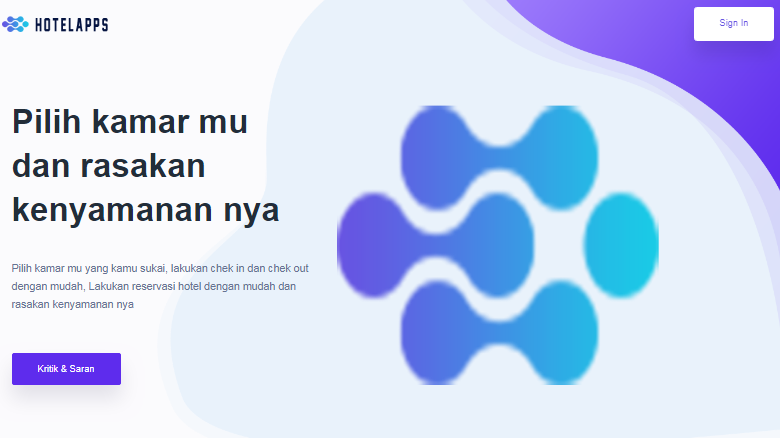 HOTELAPPS
Sign In
Pilih kamar mu
dan rasakan
kenyamanan nya
Pilih kamar mu yang kamu sukai, lakukan chek in dan chek out
dengan mudah, Lakukan reservasi hotel dengan mudah dan
rasakan kenyamanan nya
Kritik & Saran